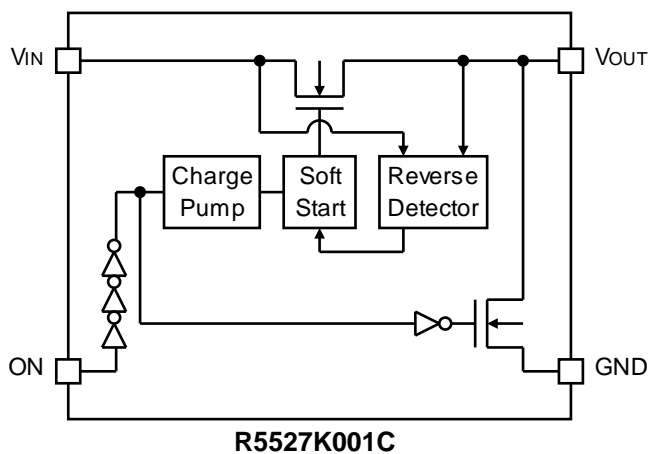 VIN
VOUT
Charge
Pump
Soft
Start
Reverse
Detector
ON
GND
R5527K001C